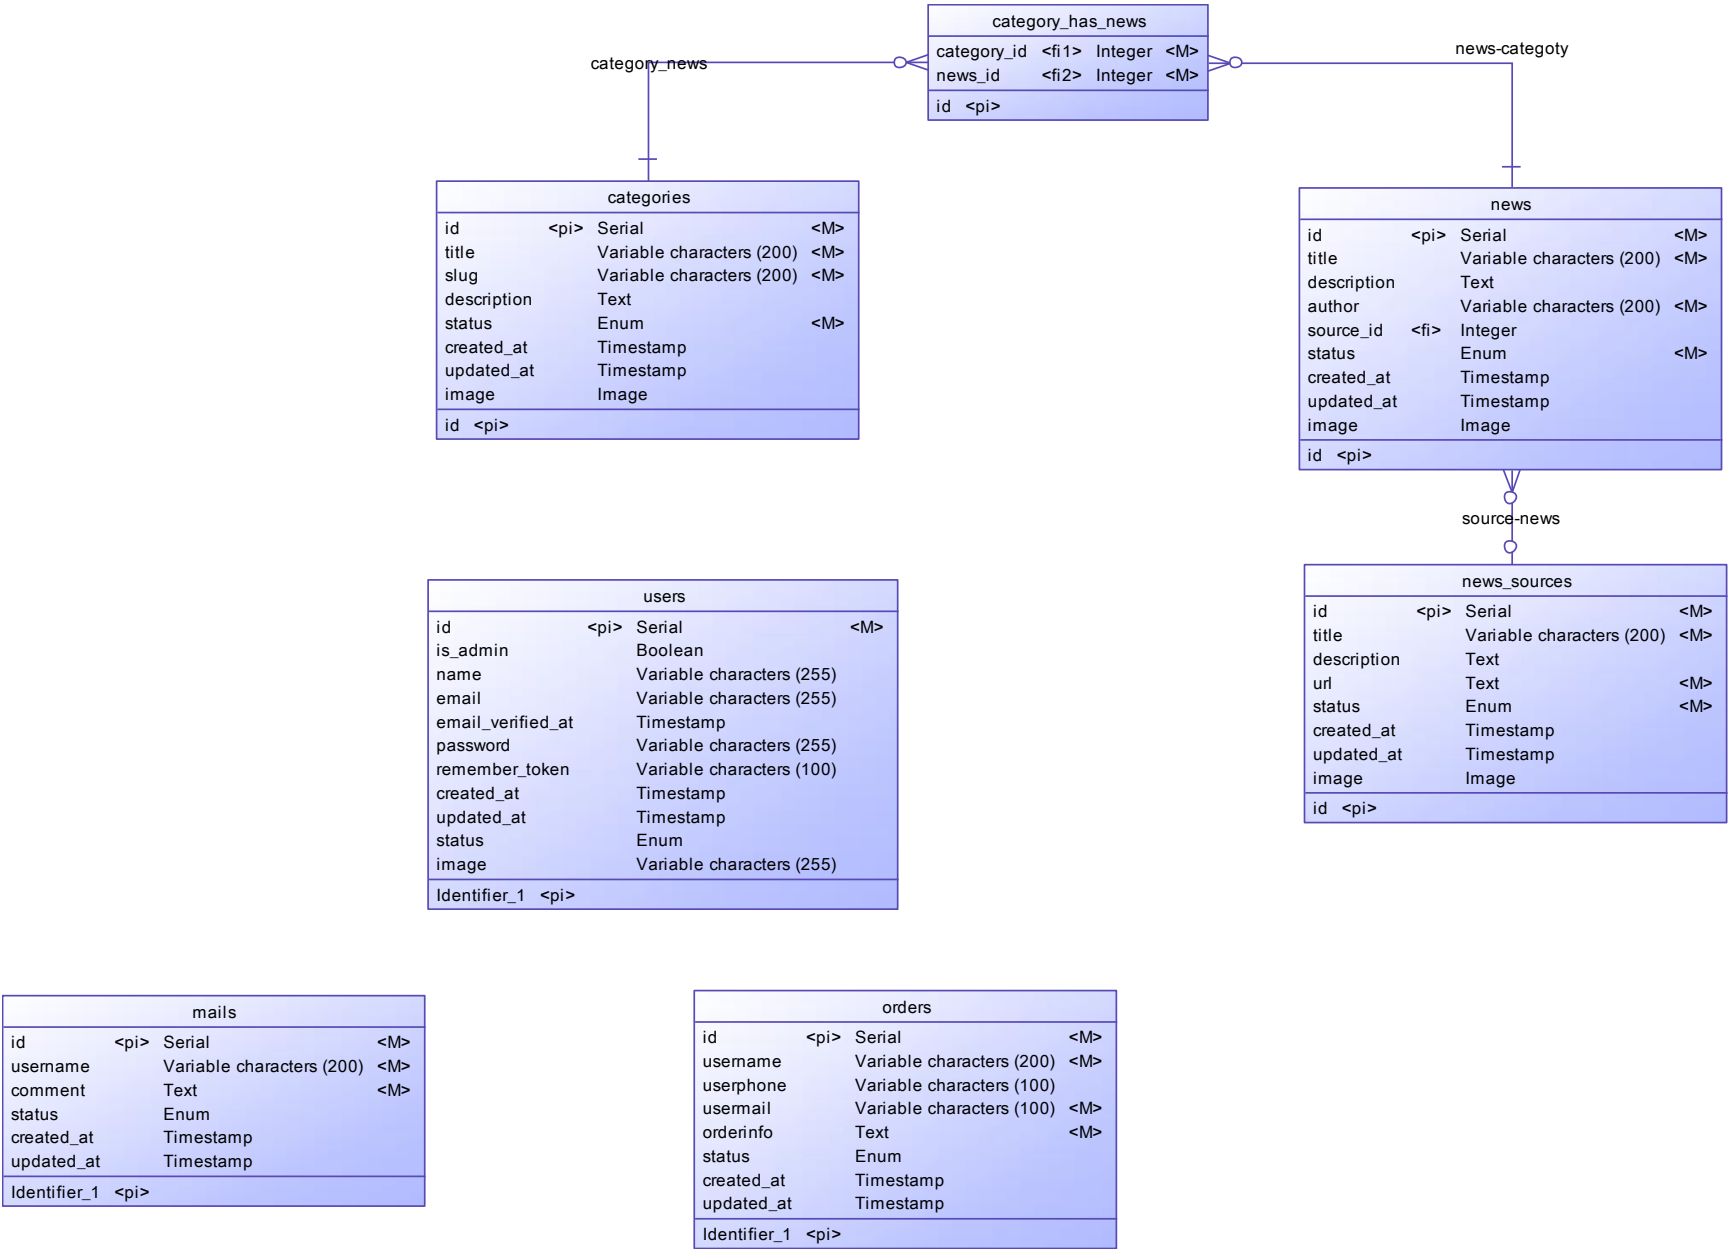 category_has_news
category_id <fi1> Integer <M>
news_id <fi2> Integer <M>
id <pi>
category_news
news-categoty
categories
id <pi> Serial <M>
title Variable characters (200) <M>
slug Variable characters (200) <M>
description Text
status Enum <M>
created_at Timestamp
updated_at Timestamp
image Image
id <pi>
news
id <pi> Serial <M>
title Variable characters (200) <M>
description Text
author Variable characters (200) <M>
source_id <fi> Integer
status Enum <M>
created_at Timestamp
updated_at Timestamp
image Image
id <pi>
source-news
news_sources
id <pi> Serial <M>
title Variable characters (200) <M>
description Text
url Text <M>
status Enum <M>
created_at Timestamp
updated_at Timestamp
image Image
id <pi>
users
id <pi> Serial <M>
is_admin Boolean
name Variable characters (255)
email Variable characters (255)
email_verified_at Timestamp
password Variable characters (255)
remember_token Variable characters (100)
created_at Timestamp
updated_at Timestamp
status Enum
image Variable characters (255)
Identifier_1 <pi>
mails
id <pi> Serial <M>
username Variable characters (200) <M>
comment Text <M>
status Enum
created_at Timestamp
updated_at Timestamp
Identifier_1 <pi>
orders
id <pi> Serial <M>
username Variable characters (200) <M>
userphone Variable characters (100)
usermail Variable characters (100) <M>
orderinfo Text <M>
status Enum
created_at Timestamp
updated_at Timestamp
Identifier_1 <pi>